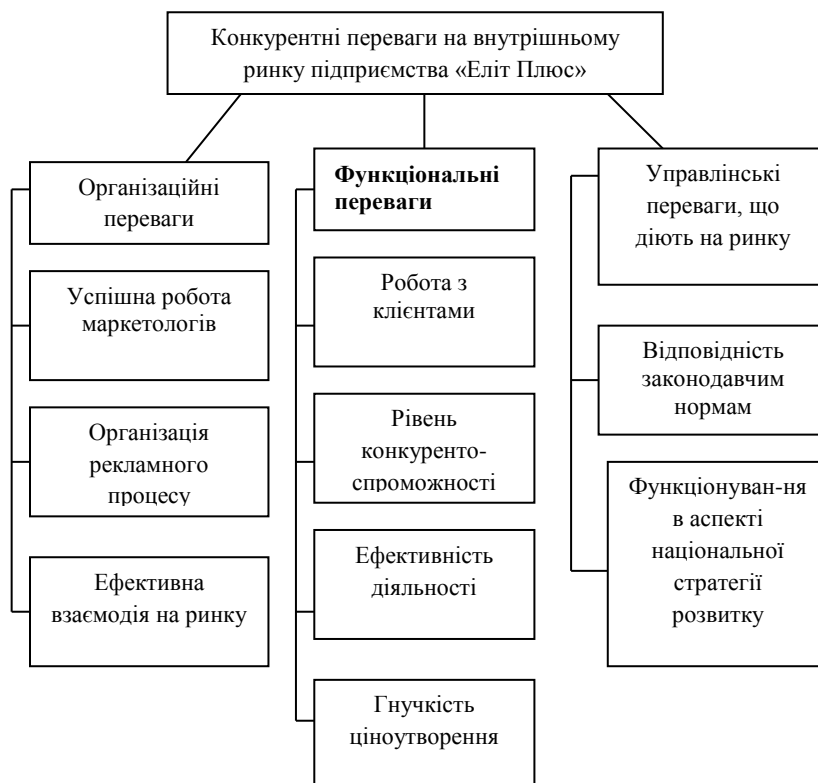 Конкурентні переваги на внутрішньому
ринку підприємства «Еліт Плюс»
Організаційні
переваги
Успішна робота
маркетологів
Організація
рекламного
процесу
Ефективна
взаємодія на ринку
Функціональні
переваги
Робота з
клієнтами
Рівень
конкуренто-
спроможності
Ефективність
діяльності
Гнучкість
ціноутворення
Управлінські
переваги, що
діють на ринку
Відповідність
законодавчим
нормам
Функціонуван-ня
в аспекті
національної
стратегії
розвитку